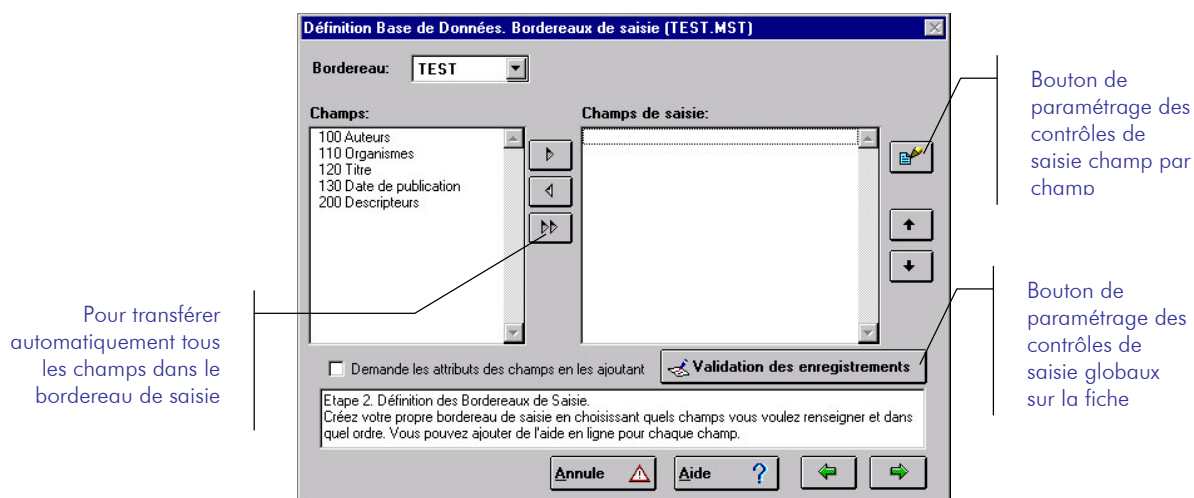 Définition Base de Données. Bordereaux de saisie (TEST.MST)
Bordereau: TEST
Champs:
100 Auteurs
110 Organismes
120 Titre
130 Date de publication
200 Descripteurs
Champs de saisie:
Bouton de
paramétrage des
contrôles de
saisie champ par
champ
Pour transférer
automatiquement tous
les champs dans le
bordereau de saisie
Bouton de
paramétrage des
contrôles de
saisie globaux
sur la fiche
Demande les attributs des champs en les ajoutant
Validation des enregistrements
Etape 2. Définition des Bordereaux de Saisie.
Créez votre propre bordereau de saisie en choisissant quels champs vous voulez renseigner et dans
quel ordre. Vous pouvez ajouter de l'aide en ligne pour chaque champ.
Annule
Aide ?